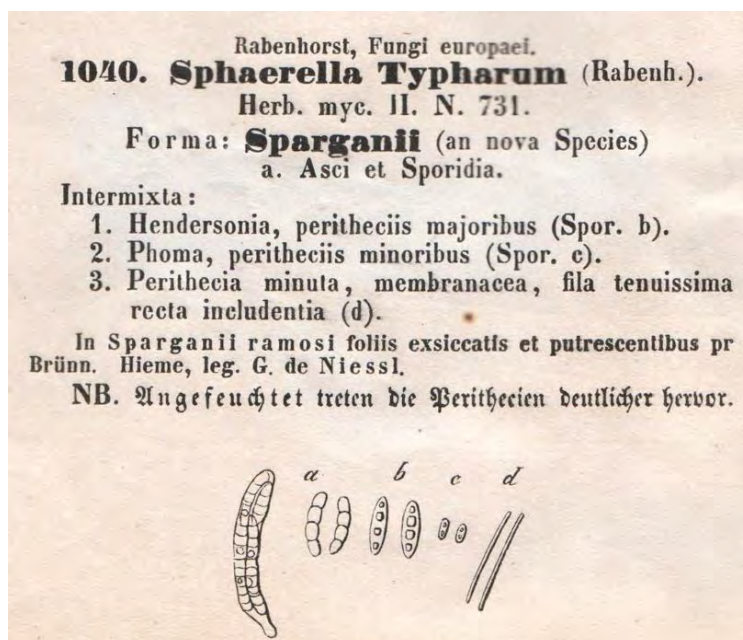 Rabenhorst, Fungi europaei.
1040. Sphaerella Typharum (Rabenh.).
Herb. myc. II. N. 731.
Forma: Sparganii (an nova Species)
a. Asci et Sporidia.
Intermixta:
1. Hendersonia, peritheciis majoribus (Spor. b).
2. Phoma, peritheciis minoribus (Spor. c).
3. Perithecia minuta, membranacea, fila tenuissima
recta includentia (d).
In Sparganii ramosi foliis exsiccatis et putrescentibus pr
Brünn. Hieme, leg. G. de Niessl.
NB. Angefeuchtet treten die Perithecien deutlicher hervor.
a b c d